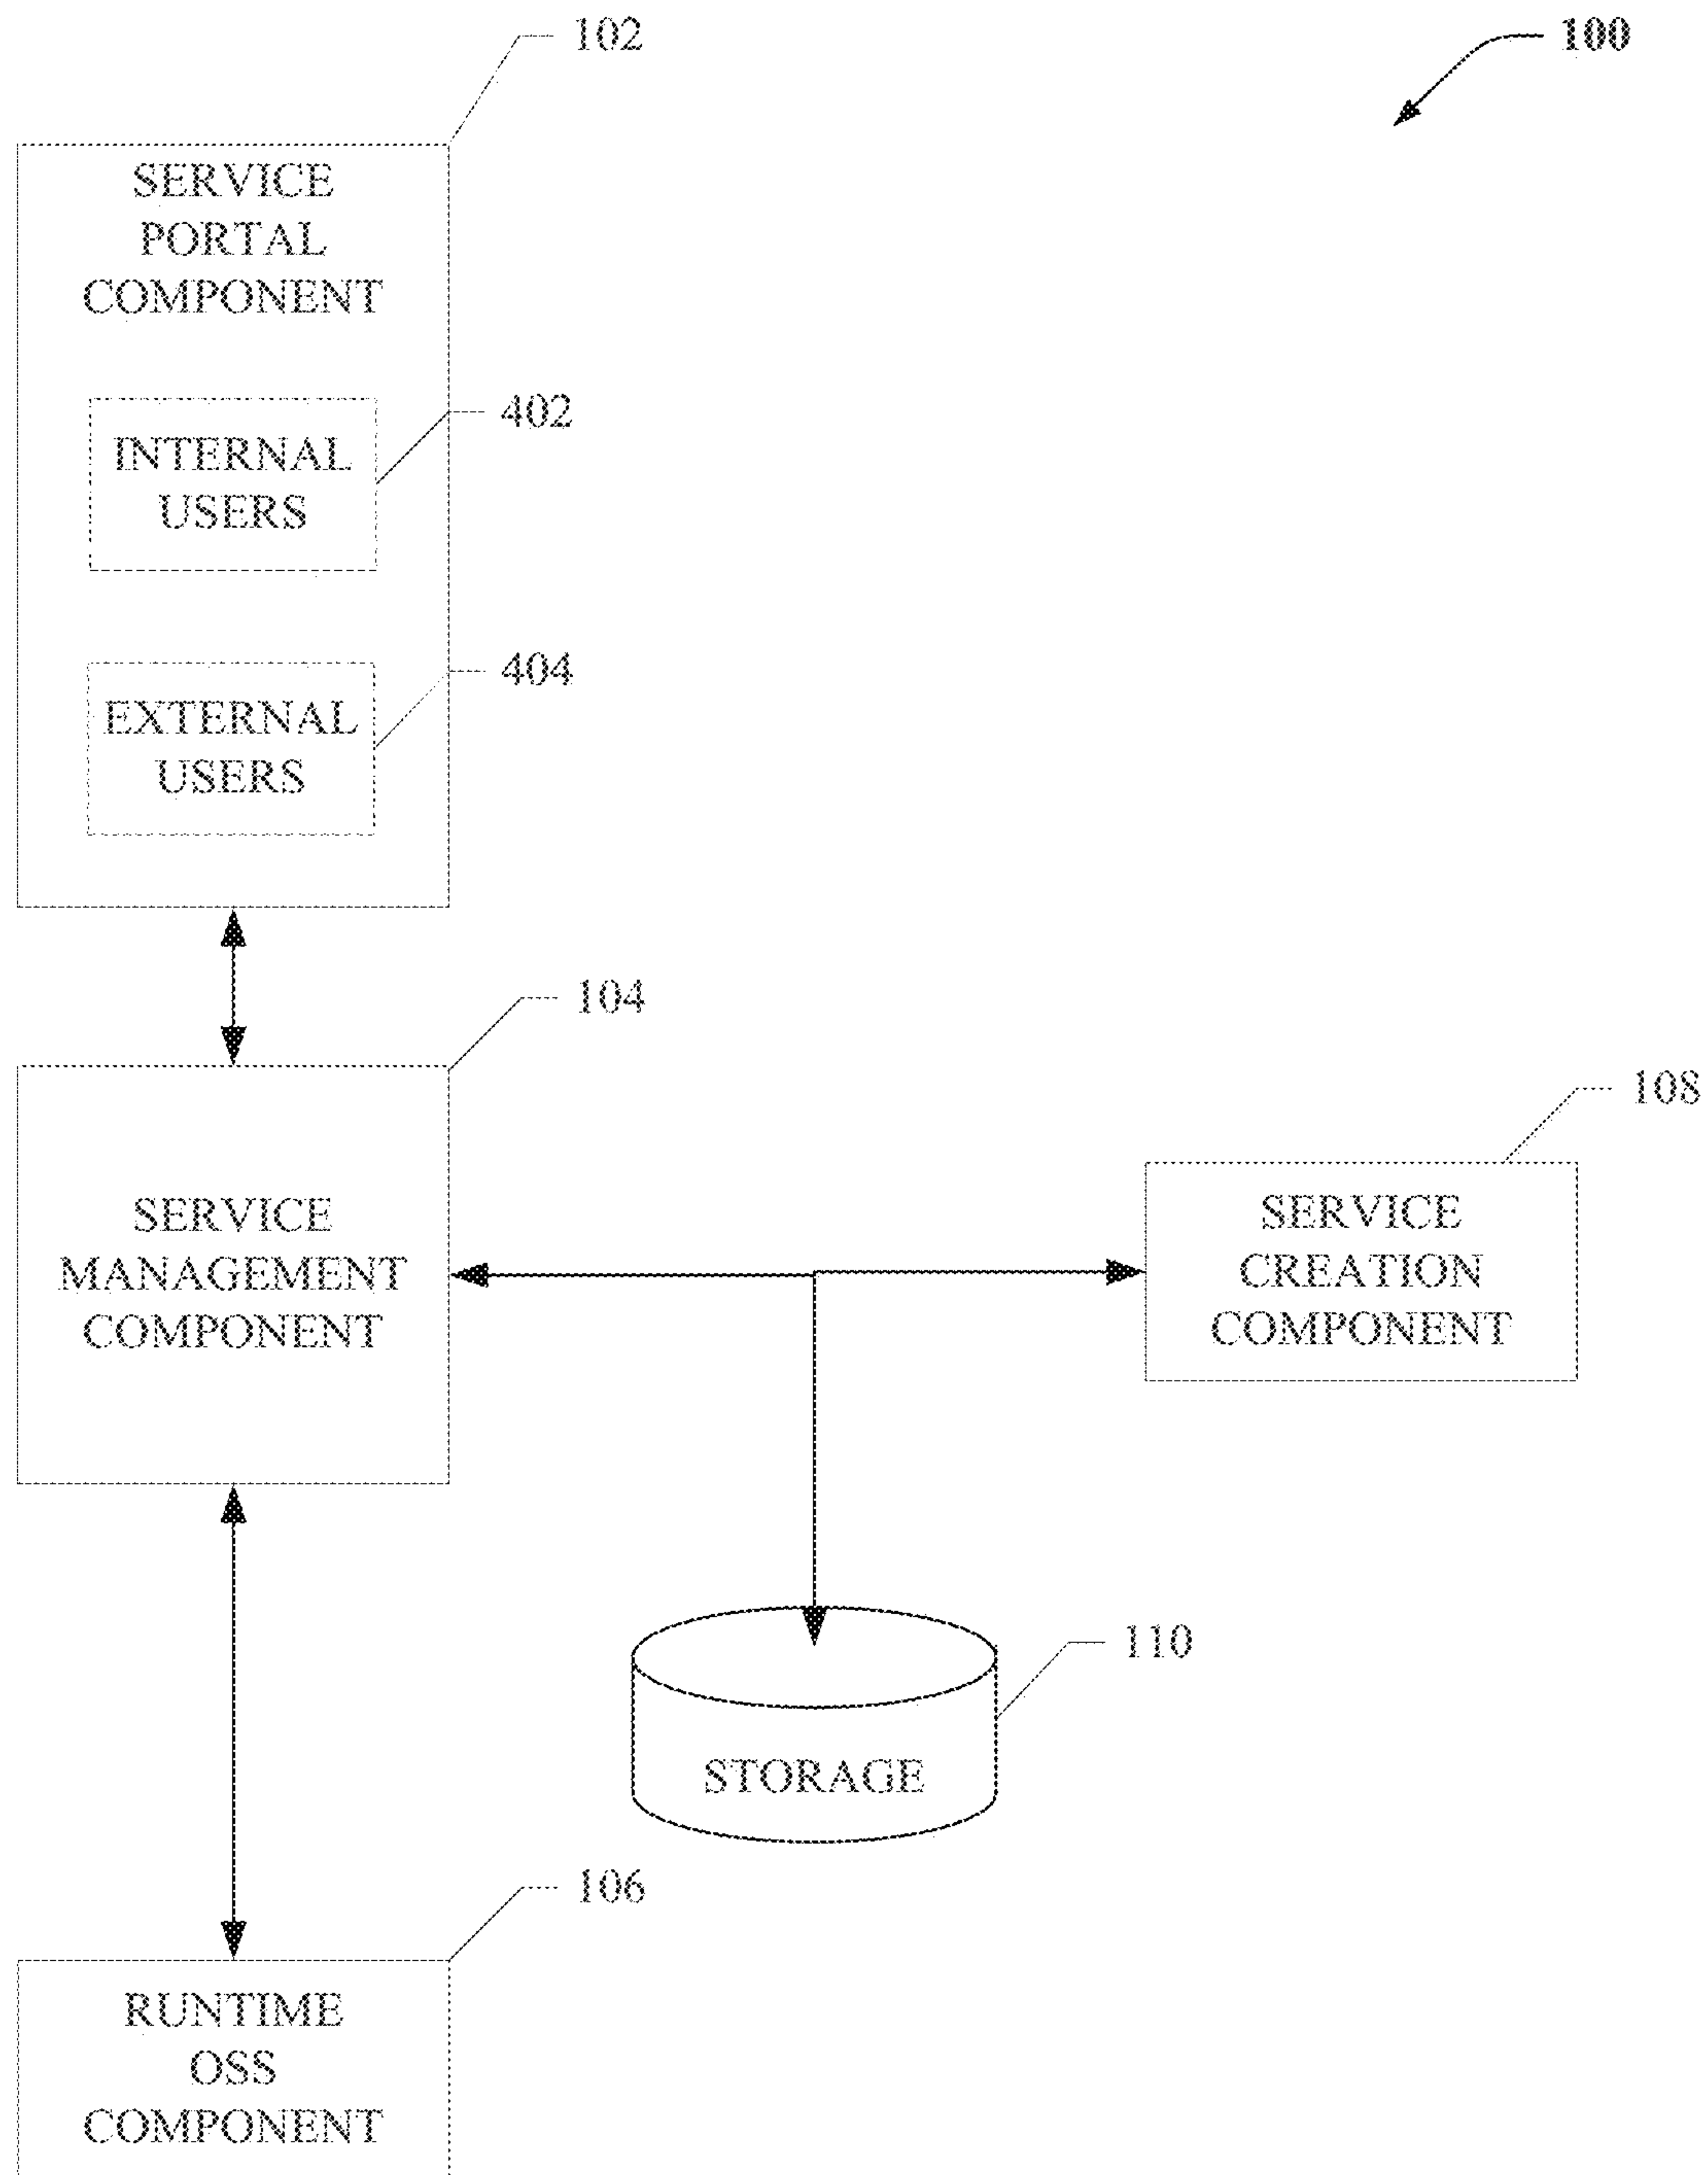 102
100
SERVICE
PORTAL
COMPONENT
402
INTERNAL
USERS
404
EXTERNAL
USERS
104
108
SERVICE
MANAGEMENT
COMPONENT
SERVICE
CREATION
COMPONENT
110
STORAGE
106
RUNTIME
OSS
COMPONENT